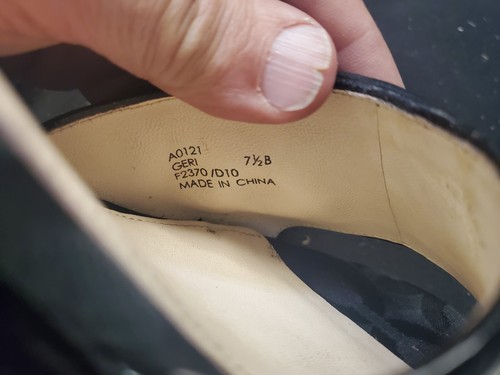 A0121
GERI 7½B
F2370/D10
MADE IN CHINA